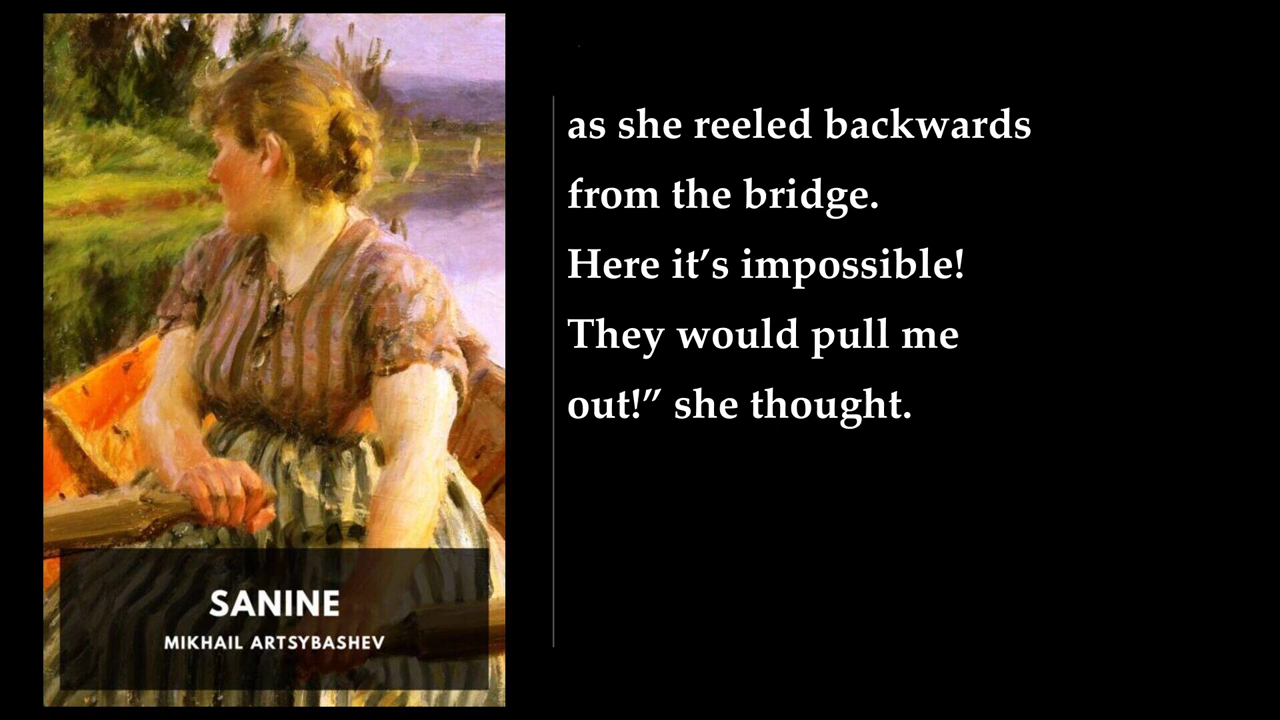 SANINE
MIKHAIL ARTSYBASHEV
as she reeled backwards
from the bridge.
Here it’s impossible!
They would pull me
out!” she thought.